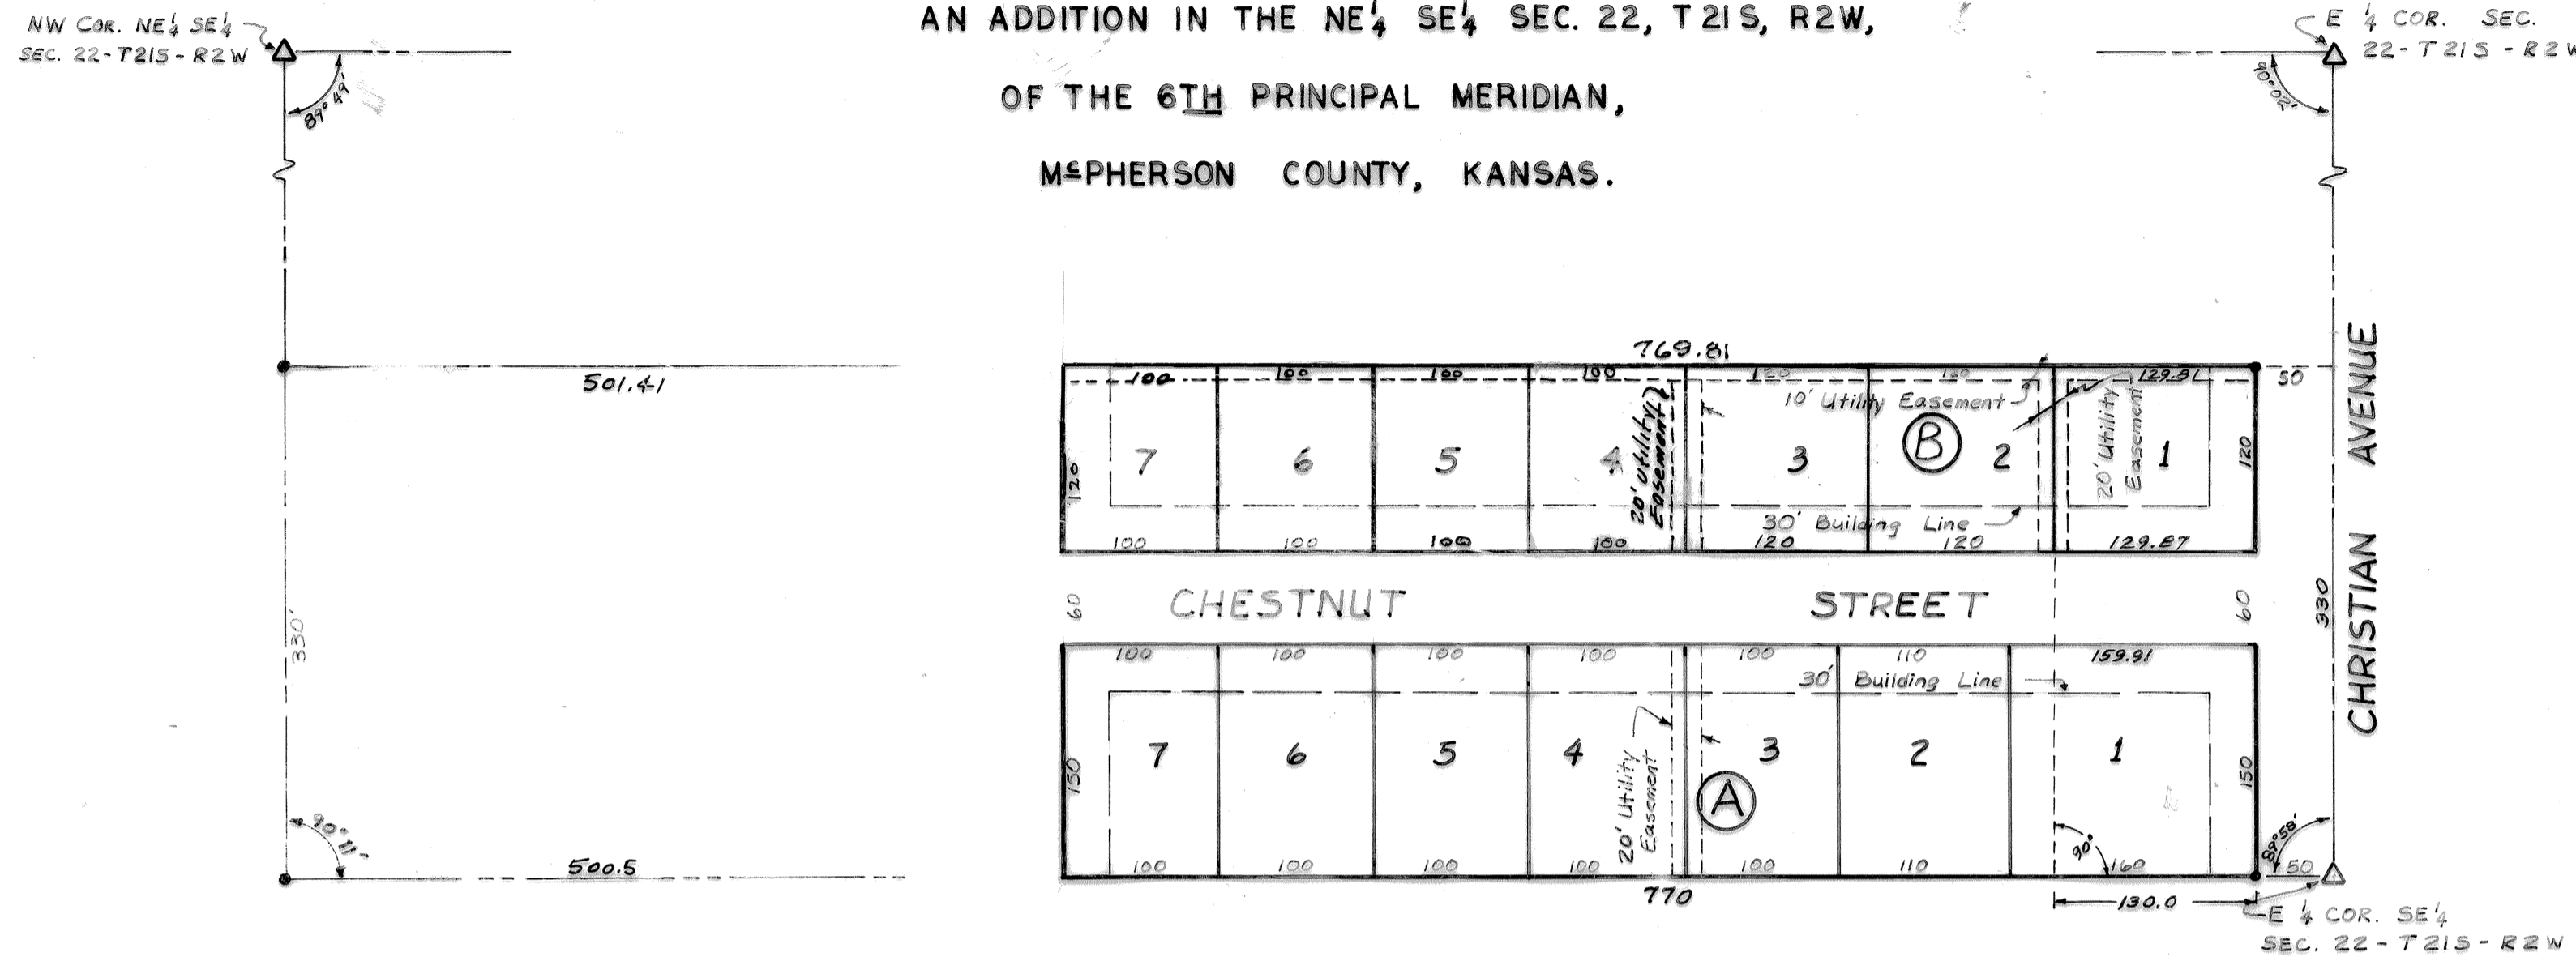 AN ADDITION IN THE NE¼ SE¼ SEC. 22, T21S, R2W,
OF THE 6TH PRINCIPAL MERIDIAN,
McPHERSON COUNTY, KANSAS.
NW COR. NE¼ SE¼
SEC. 22-T21S-R2W
89°49'
E ¼ COR. SEC.
22-T21S-R2W
90°02'
501.41
769.81
50
100 100 100 100 120 120 129.81
10' Utility Easement
20' Utility
Easement
20' Utility
Easement
B
7 6 5 4 3 2 1
120
120
30' Building Line
100 100 100 100 120 120 129.87
60
CHESTNUT STREET
60
330'
330
CHRISTIAN AVENUE
100 100 100 100 100 110 159.91
30' Building Line
7 6 5 4 3 2 1
150
150
20' Utility
Easement
A
90°11'
500.5
100 100 100 100 100 110 160
90°
89°58'
50
770
130.0
E ¼ COR. SE¼
SEC. 22-T21S-R2W